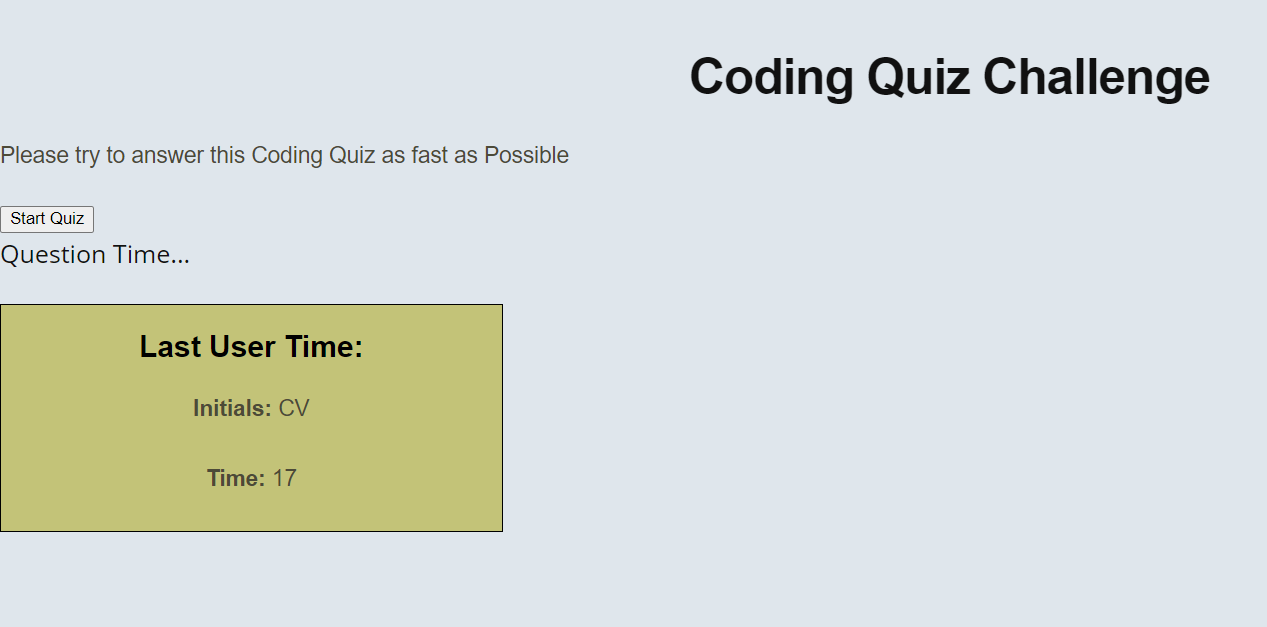 Coding Quiz Challenge
Please try to answer this Coding Quiz as fast as Possible
Start Quiz
Question Time...
Last User Time:
Initials: CV
Time: 17